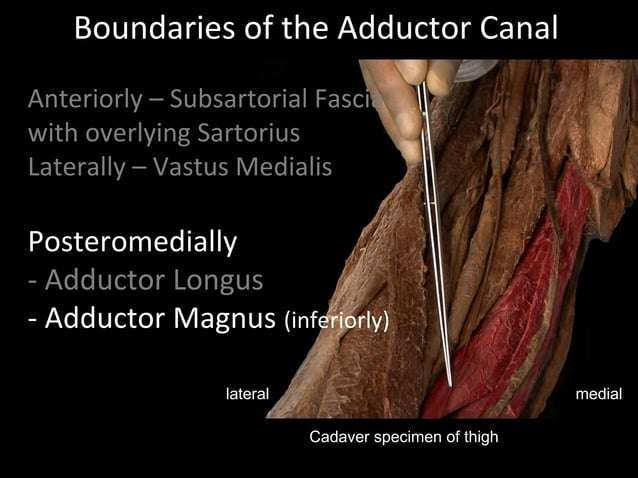 Boundaries of the Adductor Canal
Anteriorly – Subsartorial Fascia
with overlying Sartorius
Laterally – Vastus Medialis
Posteromedially
- Adductor Longus
- Adductor Magnus (inferiorly)
lateral
medial
Cadaver specimen of thigh